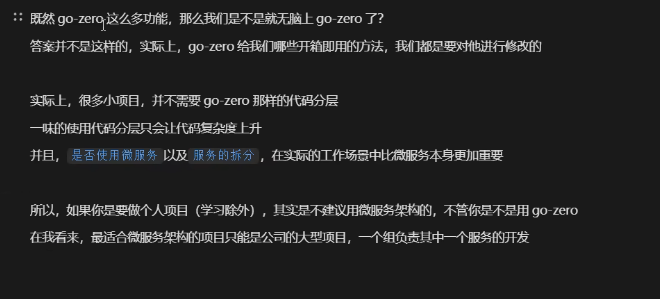 既然 go-zero 这么多功能，那么我们是不是就无脑上 go-zero 了？
答案并不是这样的，实际上，go-zero 给我们哪些开箱即用的方法，我们都是要对他进行修改的
实际上，很多小项目，并不需要 go-zero 那样的代码分层
一味的使用代码分层只会让代码复杂度上升
并且，是否使用微服务 以及 服务的拆分，在实际的工作场景中比微服务本身更加重要
所以，如果你是要做个人项目（学习除外），其实是不建议用微服务架构的，不管你是不是用 go-zero
在我看来，最适合微服务架构的项目只能是公司的大型项目，一个组负责其中一个服务的开发